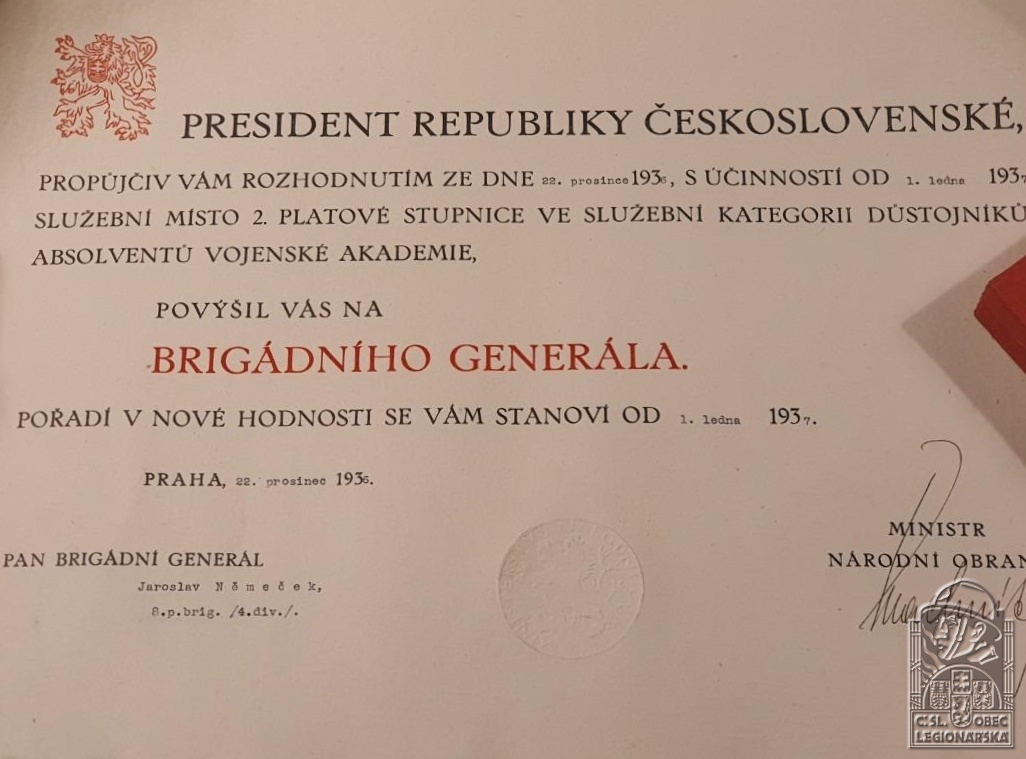 PRESIDENT REPUBLIKY ČESKOSLOVENSKÉ,
PROPŮJČIV VÁM ROZHODNUTÍM ZE DNE 22. prosince 1936, S ÚČINNOSTÍ OD 1. ledna 1937
SLUŽEBNÍ MÍSTO 2. PLATOVÉ STUPNICE VE SLUŽEBNÍ KATEGORII DŮSTOJNÍKŮ
ABSOLVENTŮ VOJENSKÉ AKADEMIE,
POVÝŠIL VÁS NA
BRIGÁDNÍHO GENERÁLA.
POŘADÍ V NOVÉ HODNOSTI SE VÁM STANOVÍ OD 1. ledna 1937.
PRAHA, 22. prosinec 1936.
MINISTR
PAN BRIGÁDNÍ GENERÁL
NÁRODNÍ OBRAN
Jaroslav Němeček,
8.p.brig. /4.div./.
Č.SL. OBEC
LEGIONÁŘSKÁ